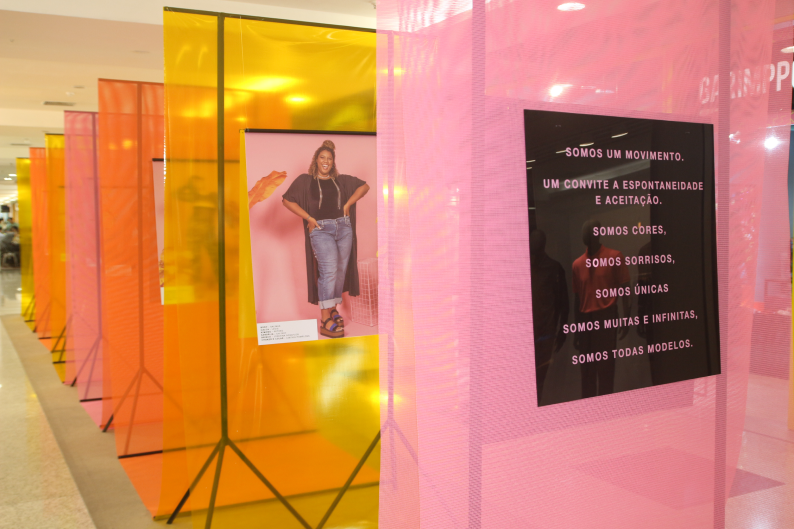 SOMOS UM MOVIMENTO.
UM CONVITE A ESPONTANEIDADE
E ACEITAÇÃO.
SOMOS CORES,
SOMOS SORRISOS,
SOMOS ÚNICAS
SOMOS MUITAS E INFINITAS,
SOMOS TODAS MODELOS.